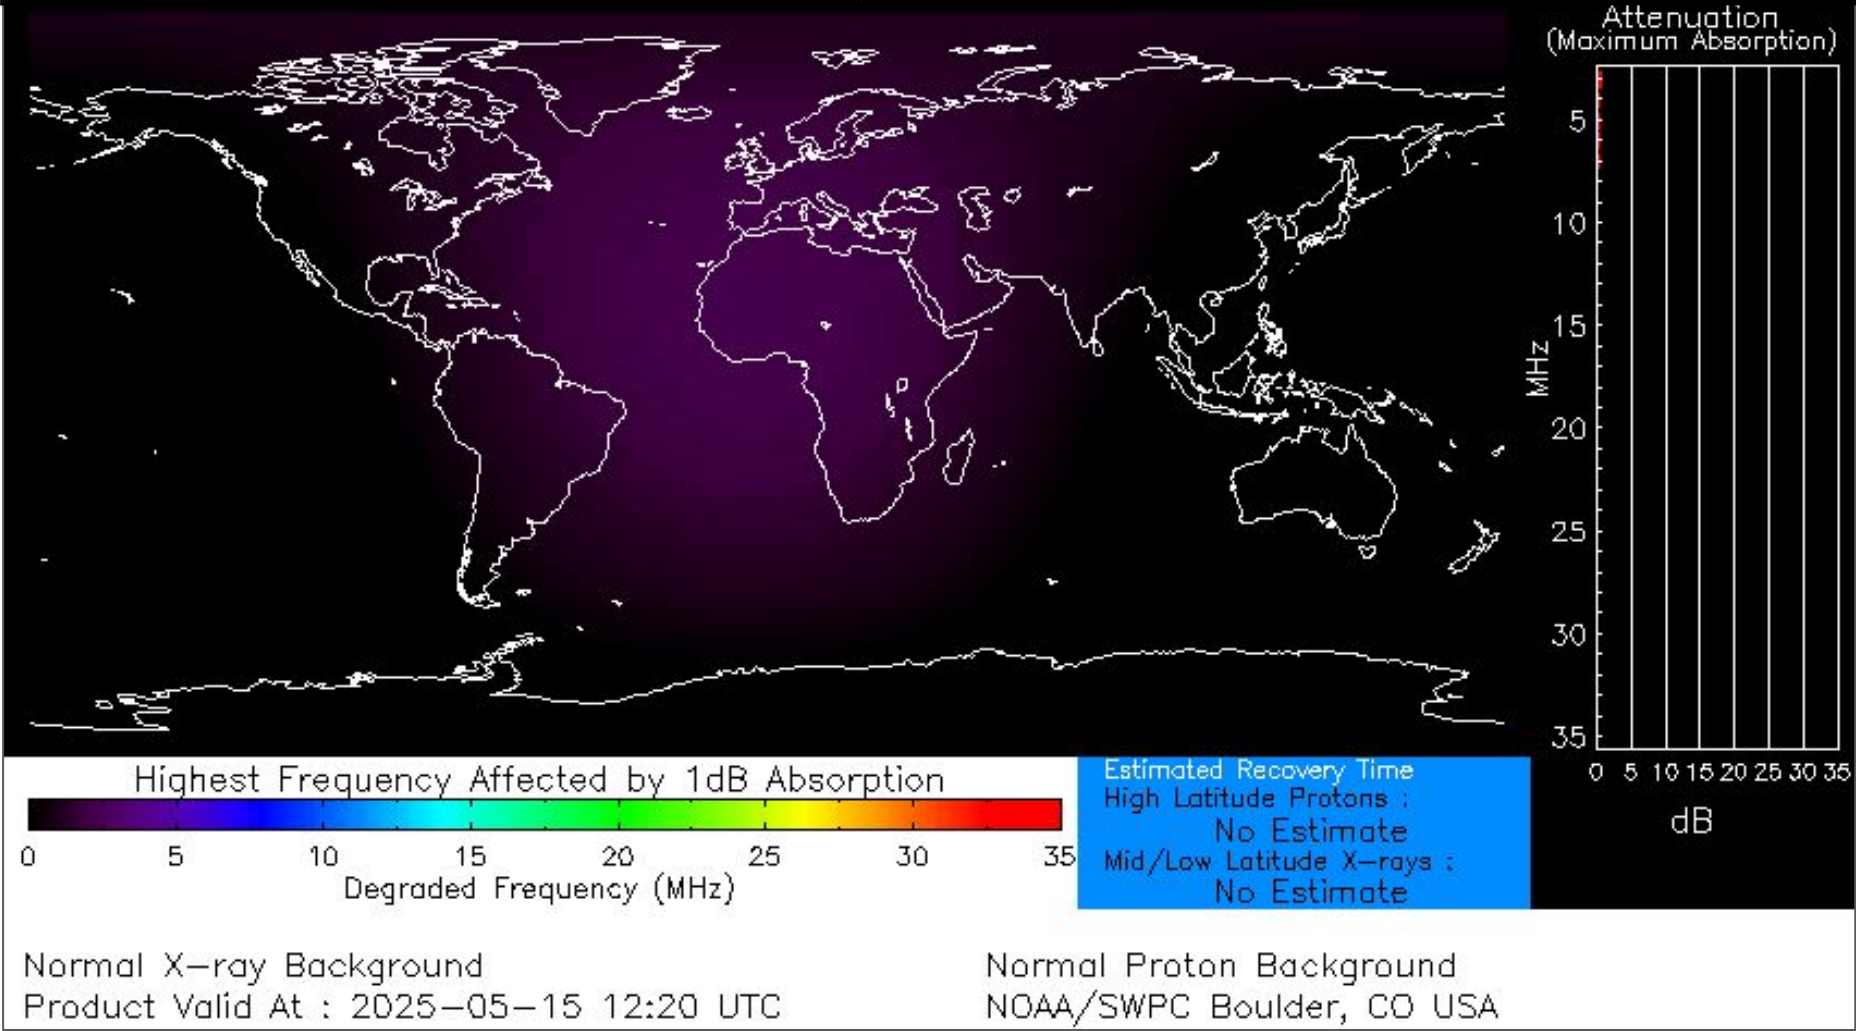 Attenuation
(Maximum Absorption)
5
10
15
20
25
30
35
MHz
0 5 10 15 20 25 30 35
dB
Highest Frequency Affected by 1dB Absorption
0 5 10 15 20 25 30 35
Degraded Frequency (MHz)
Estimated Recovery Time
High Latitude Protons :
No Estimate
Mid/Low Latitude X-rays :
No Estimate
Normal X-ray Background
Product Valid At : 2025-05-15 12:20 UTC
Normal Proton Background
NOAA/SWPC Boulder, CO USA